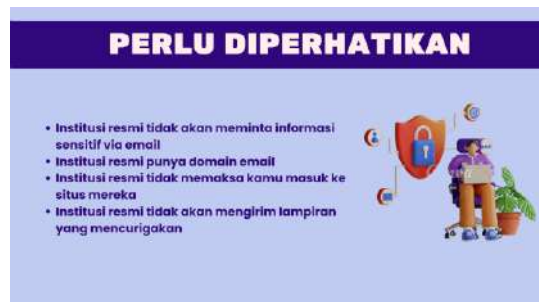 PERLU DIPERHATIKAN
• Institusi resmi tidak akan meminta informasi
sensitif via email
• Institusi resmi punya domain email
• Institusi resmi tidak memaksa kamu masuk ke
situs mereka
• Institusi resmi tidak akan mengirim lampiran
yang mencurigakan